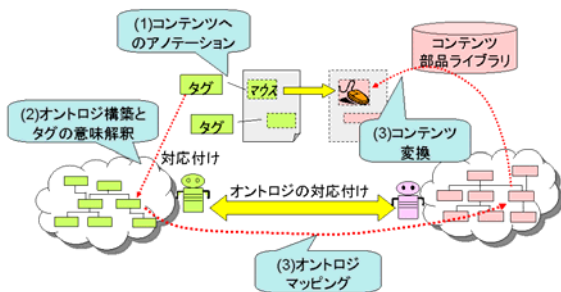 (1)コンテンツへ
のアノテーション
コンテンツ
部品ライブラリ
タグ
マウス
タグ
(2)オントロジ構築と
タグの意味解釈
(3)コンテンツ
変換
対応付け
オントロジの対応付け
(3)オントロジ
マッピング